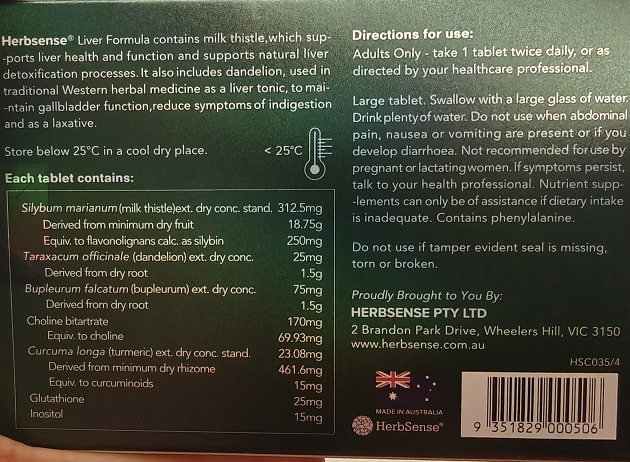 Herbsense® Liver Formula contains milk thistle,which sup-
-ports liver health and function and supports natural liver
detoxification processes. It also includes dandelion, used in
traditional Western herbal medicine as a liver tonic, to mai-
-ntain gallbladder function,reduce symptoms of indigestion
and as a laxative.
Store below 25°C in a cool dry place. < 25°C
Each tablet contains:
Silybum marianum(milk thistle)ext. dry conc. stand. 312.5mg
Derived from minimum dry fruit 18.75g
Equiv. to flavonolignans calc. as silybin 250mg
Taraxacum officinale (dandelion) ext. dry conc. 25mg
Derived from dry root 1.5g
Bupleurum falcatum (bupleurum) ext. dry conc. 75mg
Derived from dry root 1.5g
Choline bitartrate 170mg
Equiv. to choline 69.93mg
Curcuma longa (turmeric) ext. dry conc. stand. 23.08mg
Derived from minimum dry rhizome 461.6mg
Equiv. to curcuminoids 15mg
Glutathione 25mg
Inositol 15mg
Directions for use:
Adults Only - take 1 tablet twice daily, or as
directed by your healthcare professional.
Large tablet. Swallow with a large glass of water.
Drink plenty of water. Do not use when abdominal
pain, nausea or vomiting are present or if you
develop diarrhoea. Not recommended for use by
pregnant or lactating women. If symptoms persist,
talk to your health professional. Nutrient supp-
-lements can only be of assistance if dietary intake
is inadequate. Contains phenylalanine.
Do not use if tamper evident seal is missing,
torn or broken.
Proudly Brought to You By:
HERBSENSE PTY LTD
2 Brandon Park Drive, Wheelers Hill, VIC 3150
www.herbsense.com.au
HSC035/4
MADE IN AUSTRALIA
HerbSense®
9 351829 000506